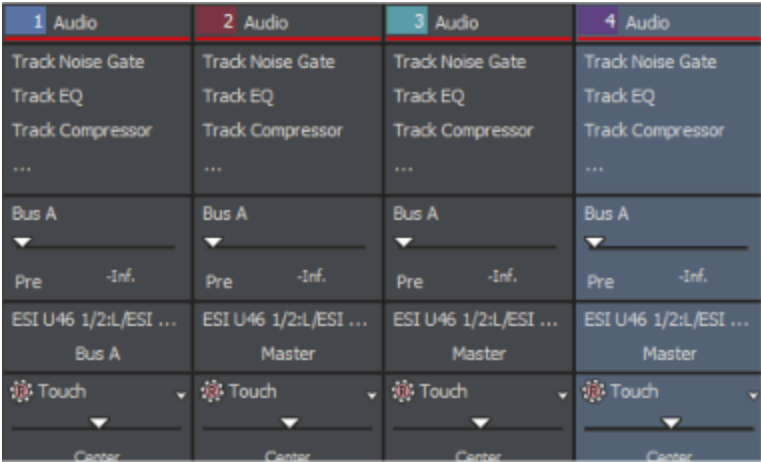 1 Audio
2 Audio
3 Audio
4 Audio
Track Noise Gate
Track Noise Gate
Track Noise Gate
Track Noise Gate
Track EQ
Track EQ
Track EQ
Track EQ
Track Compressor
Track Compressor
Track Compressor
Track Compressor
...
...
...
...
Bus A
Bus A
Bus A
Bus A
Pre -Inf.
Pre -Inf.
Pre -Inf.
Pre -Inf.
ESI U46 1/2:L/ESI ...
ESI U46 1/2:L/ESI ...
ESI U46 1/2:L/ESI ...
ESI U46 1/2:L/ESI ...
Bus A
Master
Master
Master
Touch
Touch
Touch
Touch
Center
Center
Center
Center